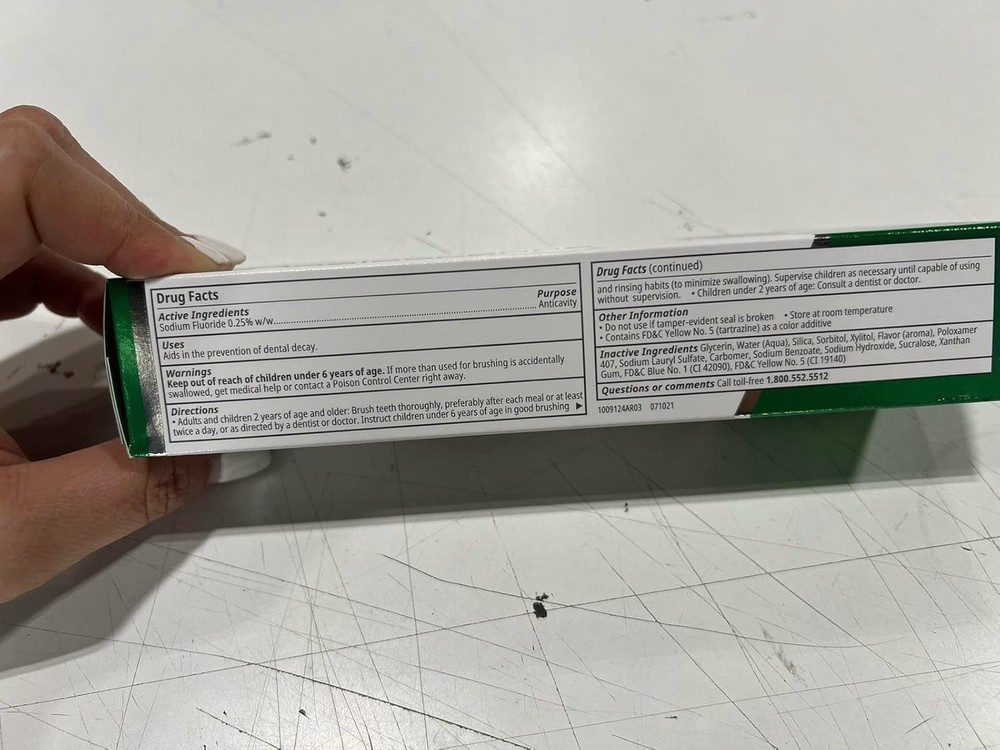 Drug Facts
Active Ingredients Purpose
Sodium Fluoride 0.25% w/w.......... Anticavity
Uses
Aids in the prevention of dental decay.
Warnings
Keep out of reach of children under 6 years of age. If more than used for brushing is accidentally
swallowed, get medical help or contact a Poison Control Center right away.
Directions
• Adults and children 2 years of age and older: Brush teeth thoroughly, preferably after each meal or at least
twice a day, or as directed by a dentist or doctor. Instruct children under 6 years of age in good brushing ▶
Drug Facts (continued)
and rinsing habits (to minimize swallowing). Supervise children as necessary until capable of using
without supervision. • Children under 2 years of age: Consult a dentist or doctor.
Other Information
• Do not use if tamper-evident seal is broken • Store at room temperature
• Contains FD&C Yellow No. 5 (tartrazine) as a color additive
Inactive Ingredients Glycerin, Water (Aqua), Silica, Sorbitol, Xylitol, Flavor (aroma), Poloxamer
407, Sodium Lauryl Sulfate, Carbomer, Sodium Benzoate, Sodium Hydroxide, Sucralose, Xanthan
Gum, FD&C Blue No. 1 (CI 42090), FD&C Yellow No. 5 (CI 19140)
Questions or comments Call toll-free 1.800.552.5512
1009124AR03 071021